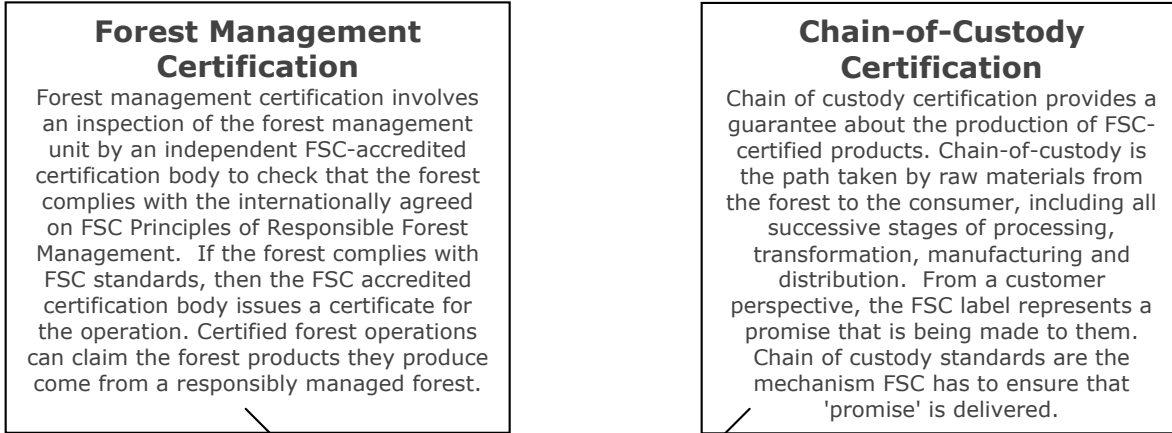 Forest Management
Certification
Forest management certification involves
an inspection of the forest management
unit by an independent FSC-accredited
certification body to check that the forest
complies with the internationally agreed
on FSC Principles of Responsible Forest
Management.  If the forest complies with
FSC standards, then the FSC accredited
certification body issues a certificate for
the operation. Certified forest operations
can claim the forest products they produce
come from a responsibly managed forest.
Chain-of-Custody
Certification
Chain of custody certification provides a
guarantee about the production of FSC-
certified products. Chain-of-custody is
the path taken by raw materials from
the forest to the consumer, including all
successive stages of processing,
transformation, manufacturing and
distribution.  From a customer
perspective, the FSC label represents a
promise that is being made to them.
Chain of custody standards are the
mechanism FSC has to ensure that
'promise' is delivered.